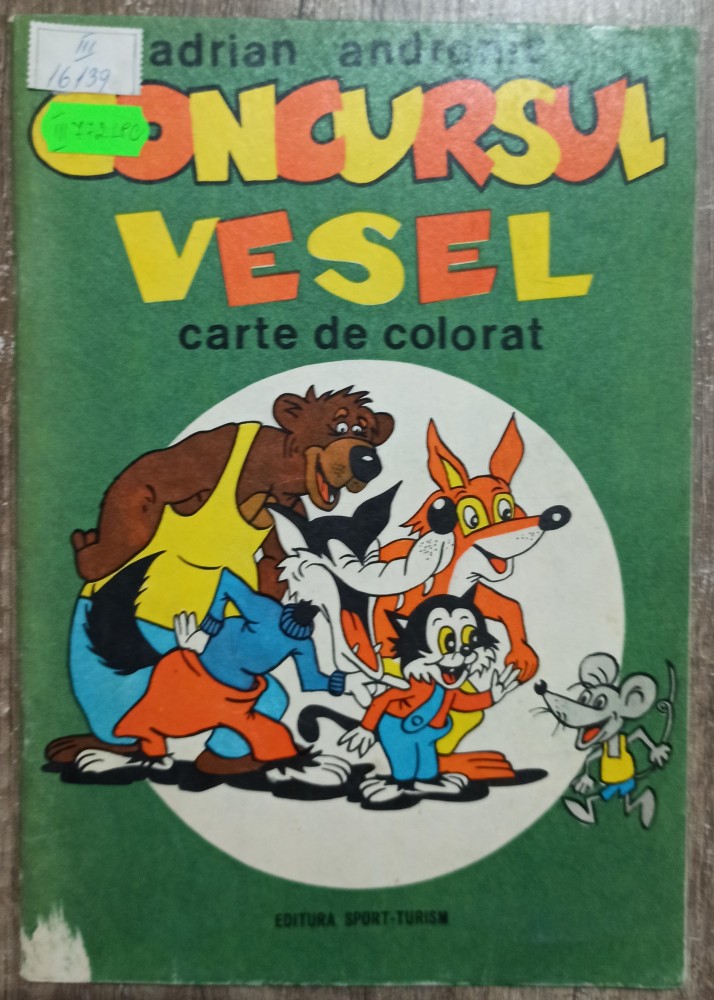 III
16139
adrian andronic
CONCURSUL
VESEL
carte de colorat
EDITURA SPORT-TURISM